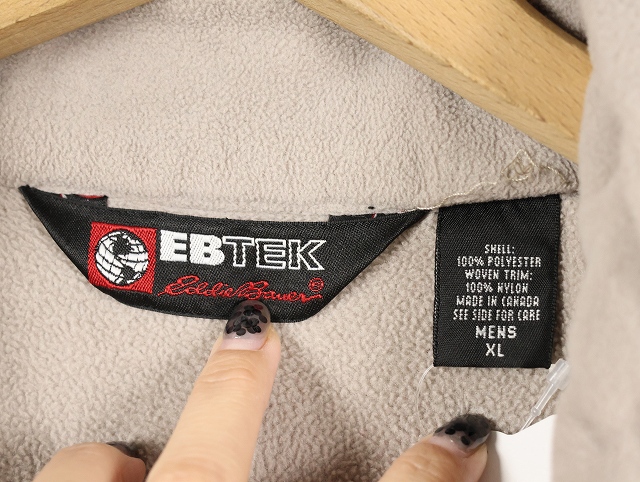 EBTEK
Eddie Bauer
SHELL:
100% POLYESTER
WOVEN TRIM:
100% NYLON
MADE IN CANADA
SEE SIDE FOR CARE
MENS
XL